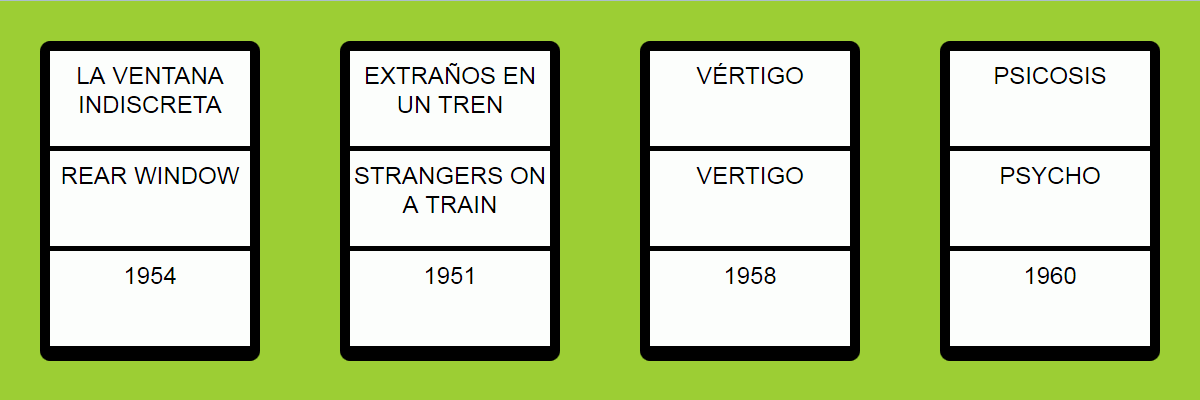 LA VENTANA
INDISCRETA
REAR WINDOW
1954
EXTRAÑOS EN
UN TREN
STRANGERS ON
A TRAIN
1951
VÉRTIGO
VERTIGO
1958
PSICOSIS
PSYCHO
1960